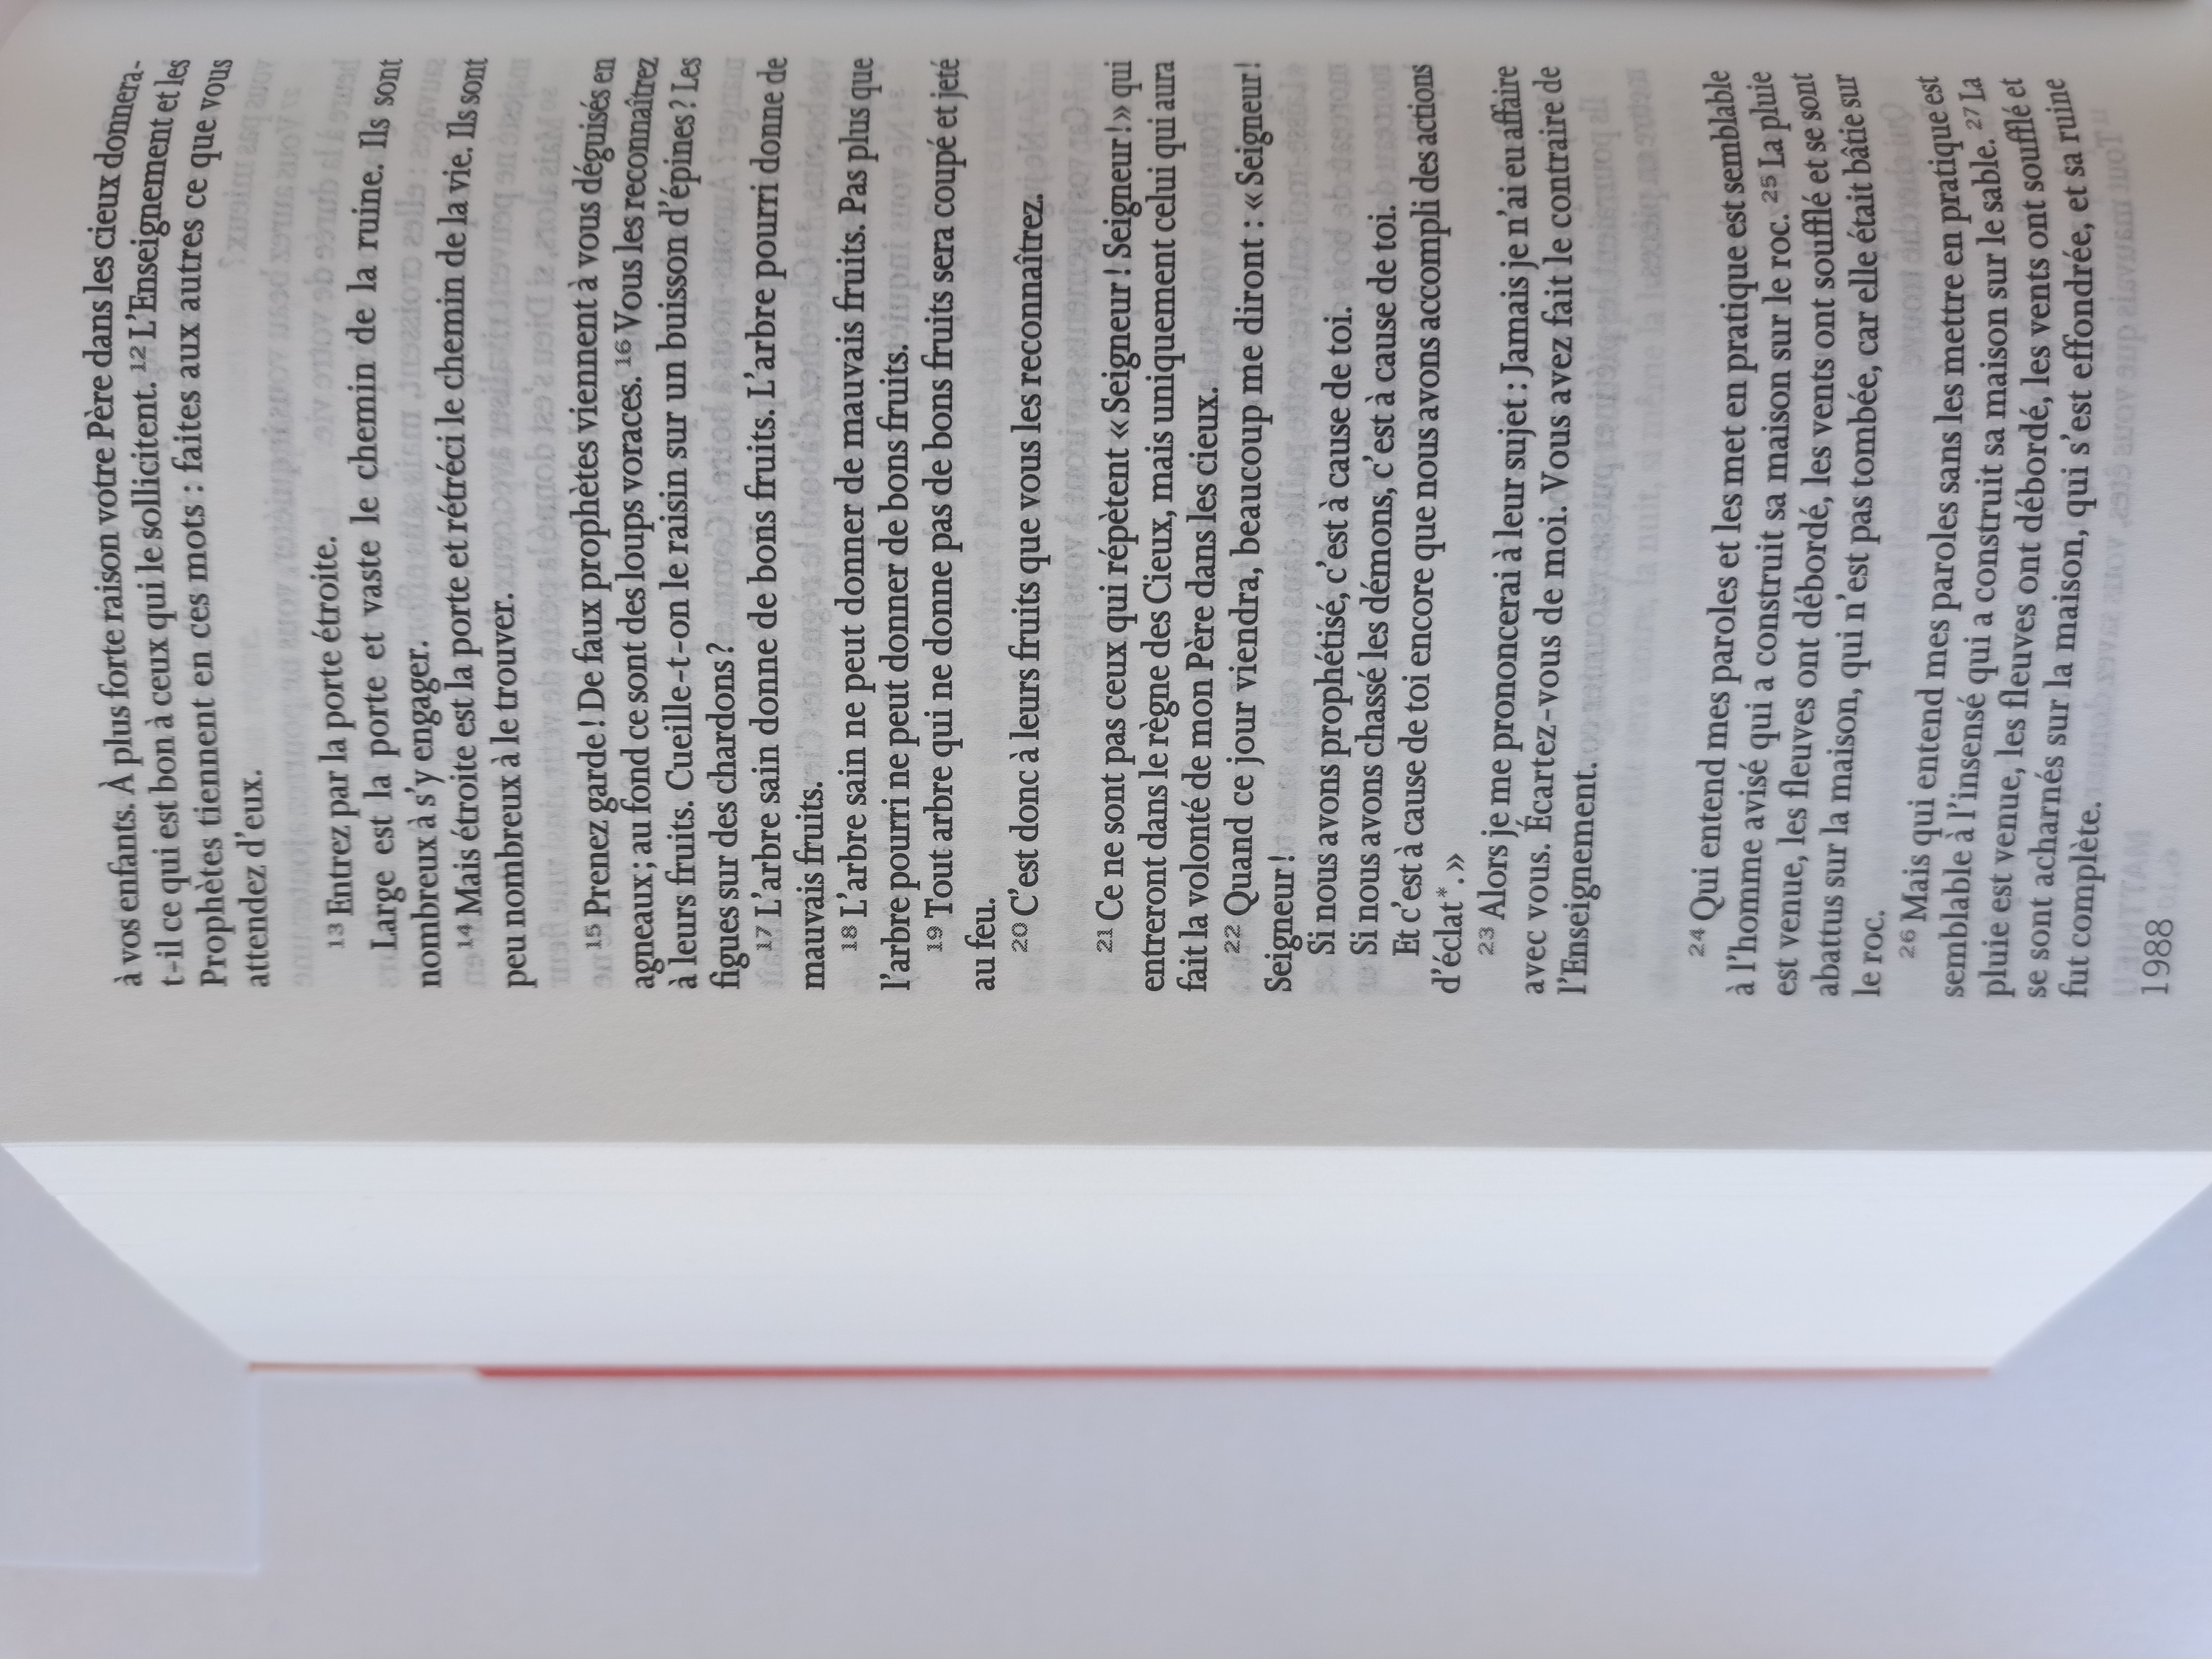 à vos enfants. À plus forte raison votre Père dans les cieux donnera-
t-il ce qui est bon à ceux qui le sollicitent. 12 L'Enseignement et les
Prophètes tiennent en ces mots : faites aux autres ce que vous
attendez d'eux.
13 Entrez par la porte étroite.
Large est la porte et vaste le chemin de la ruine. Ils sont
nombreux à s'y engager.
14 Mais étroite est la porte et rétréci le chemin de la vie. Ils sont
peu nombreux à le trouver.
15 Prenez garde ! De faux prophètes viennent à vous déguisés en
agneaux ; au fond ce sont des loups voraces. 16 Vous les reconnaîtrez
à leurs fruits. Cueille-t-on le raisin sur un buisson d'épines ? Les
figues sur des chardons ?
17 L'arbre sain donne de bons fruits. L'arbre pourri donne de
mauvais fruits.
18 L'arbre sain ne peut donner de mauvais fruits. Pas plus que
l'arbre pourri ne peut donner de bons fruits.
19 Tout arbre qui ne donne pas de bons fruits sera coupé et jeté
au feu.
20 C'est donc à leurs fruits que vous les reconnaîtrez.
21 Ce ne sont pas ceux qui répètent « Seigneur ! Seigneur ! » qui
entreront dans le règne des Cieux, mais uniquement celui qui aura
fait la volonté de mon Père dans les cieux.
22 Quand ce jour viendra, beaucoup me diront : « Seigneur !
Seigneur !
Si nous avons prophétisé, c'est à cause de toi.
Si nous avons chassé les démons, c'est à cause de toi.
Et c'est à cause de toi encore que nous avons accompli des actions
d'éclat*. »
23 Alors je me prononcerai à leur sujet : Jamais je n'ai eu affaire
avec vous. Écartez-vous de moi. Vous avez fait le contraire de
l'Enseignement.
24 Qui entend mes paroles et les met en pratique est semblable
à l'homme avisé qui a construit sa maison sur le roc. 25 La pluie
est venue, les fleuves ont débordé, les vents ont soufflé et se sont
abattus sur la maison, qui n'est pas tombée, car elle était bâtie sur
le roc.
26 Mais qui entend mes paroles sans les mettre en pratique est
semblable à l'insensé qui a construit sa maison sur le sable. 27 La
pluie est venue, les fleuves ont débordé, les vents ont soufflé et
se sont acharnés sur la maison, qui s'est effondrée, et sa ruine
fut complète.
1988